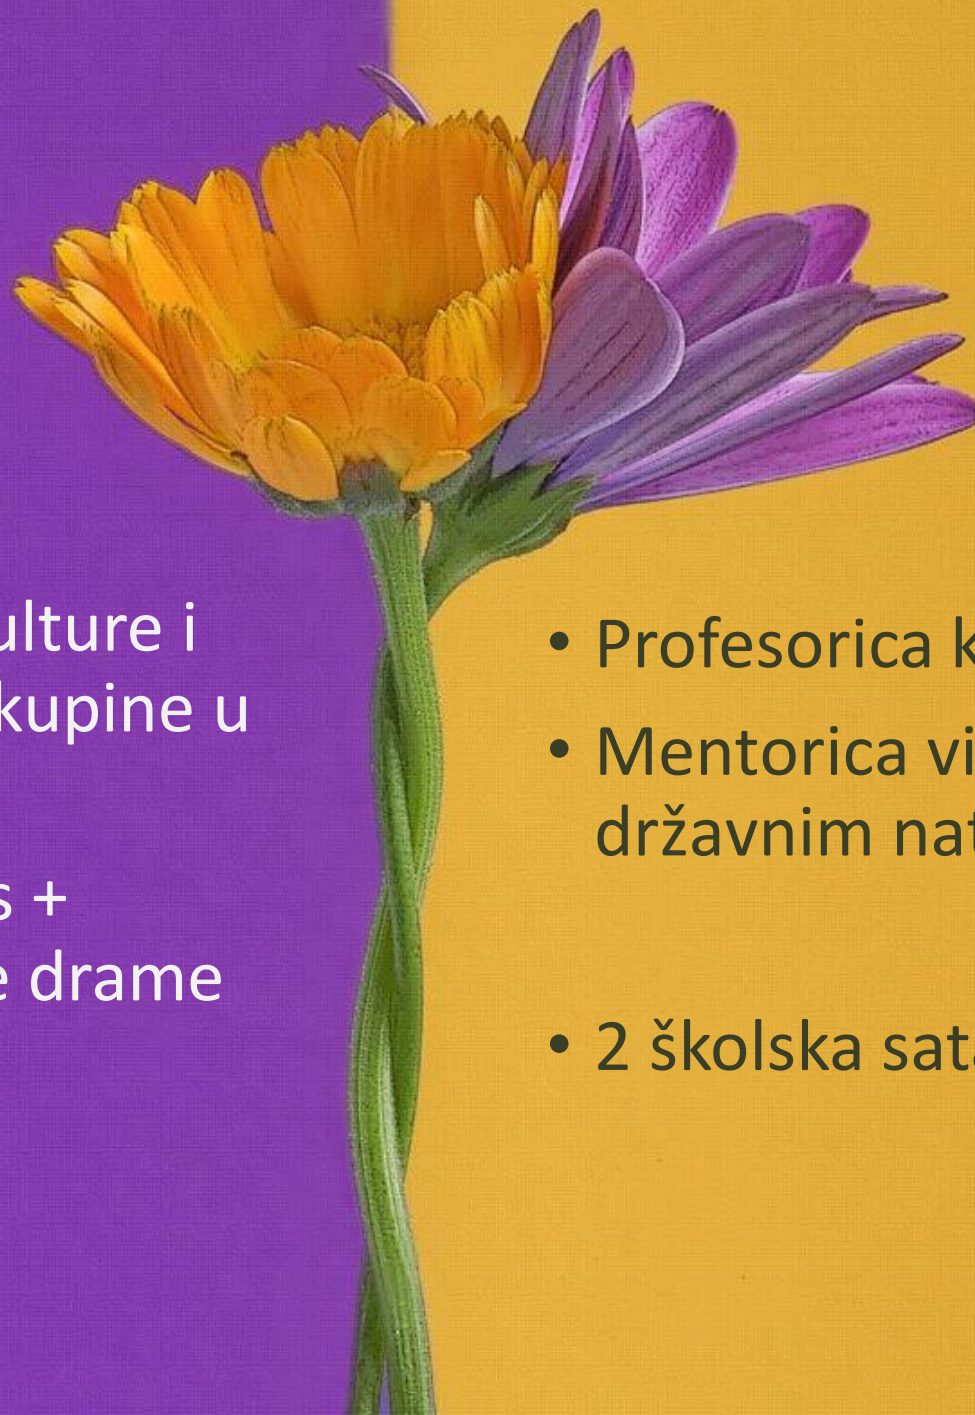 ulture i
kupine u
s +
e drame
• Profesorica k
• Mentorica vi
državnim nat
• 2 školska sat